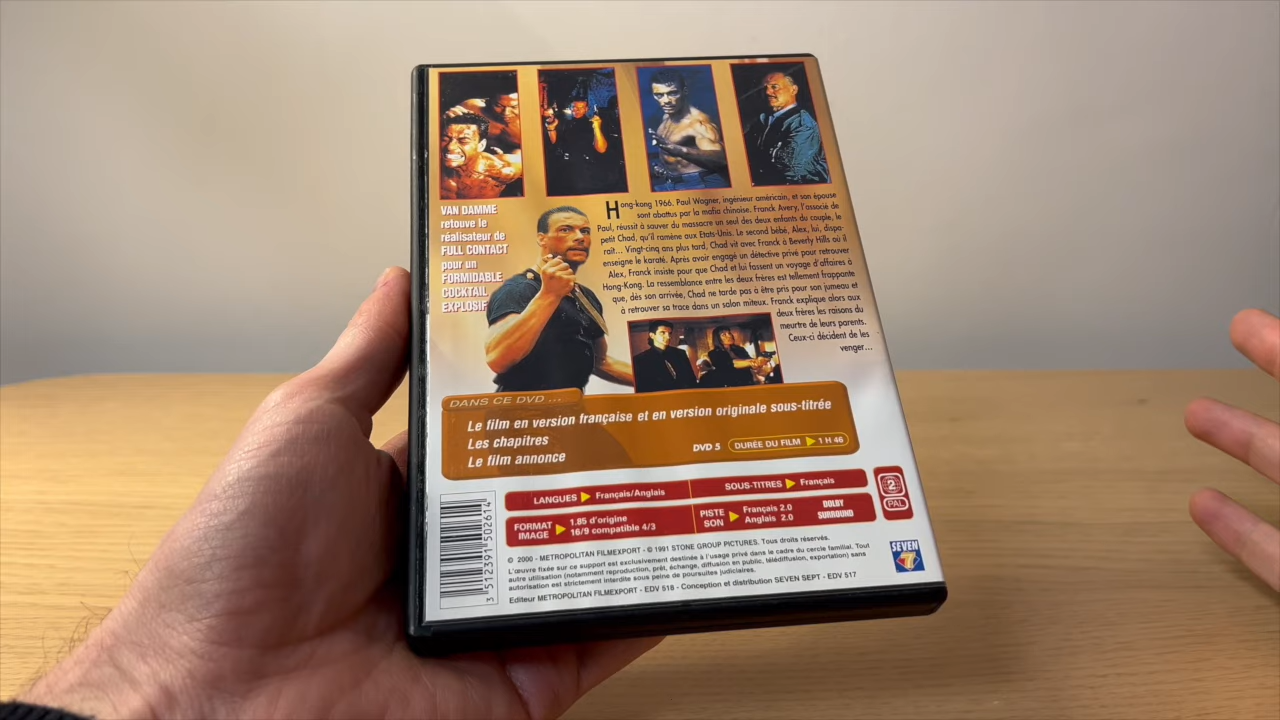 VAN DAMME
retouve le
réalisateur de
FULL CONTACT
pour un
FORMIDABLE
COCKTAIL
EXPLOSIF
Hong-kong 1966. Paul Wagner, ingénieur américain, et son épouse
sont abattus par la mafia chinoise. Franck Avery, l'associé de
Paul, réussit à sauver du massacre un seul des deux enfants du couple, le
petit Chad, qu'il ramène aux Etats-Unis. Le second bébé, Alex, lui, dispa-
raît... Vingt-cinq ans plus tard, Chad vit avec Franck à Beverly Hills où il
enseigne le karaté. Après avoir engagé un détective privé pour retrouver
Alex, Franck insiste pour que Chad et lui fassent un voyage d'affaires à
Hong-Kong. La ressemblance entre les deux frères est tellement frappante
que, dès son arrivée, Chad ne tarde pas à être pris pour son jumeau et
à retrouver sa trace dans un salon miteux. Franck explique alors aux
deux frères les raisons du
meurtre de leurs parents.
Ceux-ci décident de les
venger...
DANS CE DVD ...
Le film en version française et en version originale sous-titrée
Les chapitres
Le film annonce
DVD 5 DURÉE DU FILM 1 H 46
LANGUES Français/Anglais
SOUS-TITRES Français
FORMAT IMAGE
1.85 d'origine
16/9 compatible 4/3
PISTE SON
Français 2.0
Anglais 2.0
DOLBY
SURROUND
2
PAL
3 512391 502614
© 2000 - METROPOLITAN FILMEXPORT - © 1991 STONE GROUP PICTURES. Tous droits réservés.
L'œuvre fixée sur ce support est exclusivement destinée à l'usage privé dans le cadre du cercle familial. Tout
autre utilisation (notamment reproduction, prêt, échange, diffusion en public, télédiffusion, exportation) sans
autorisation est strictement interdite sous peine de poursuites judiciaires.
Editeur METROPOLITAN FILMEXPORT - EDV 518 - Conception et distribution SEVEN SEPT - EDV 517
SEVEN
7